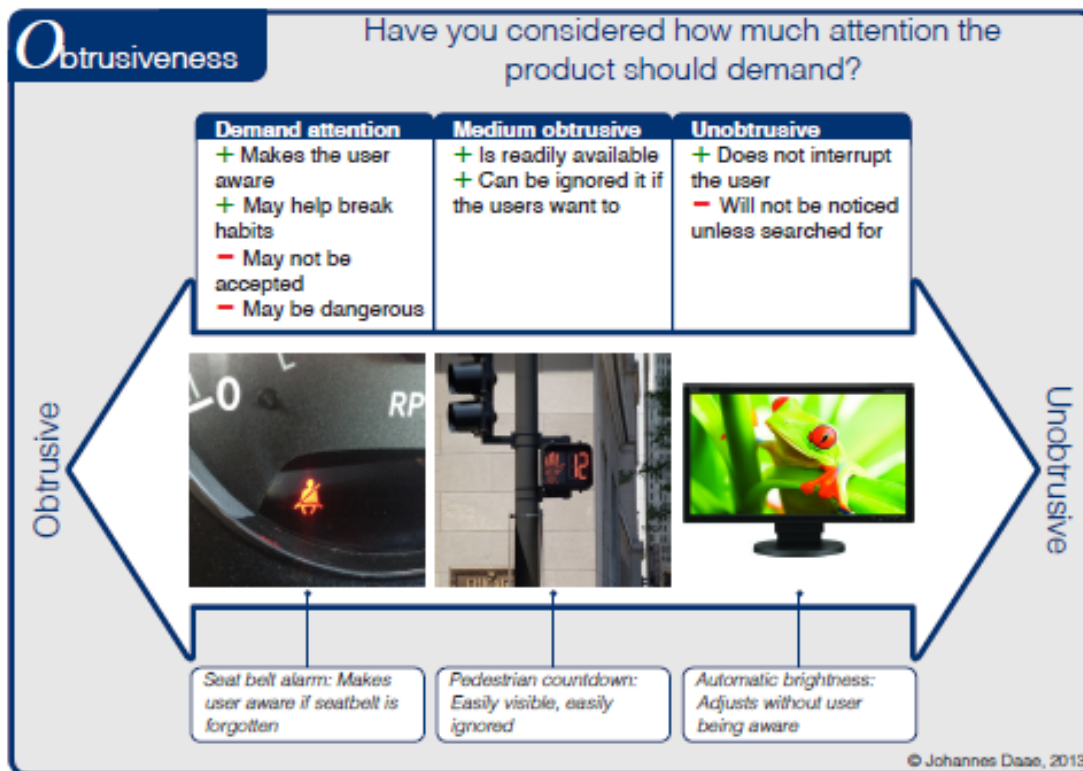 Obtrusiveness
Have you considered how much attention the
product should demand?
Demand attention
+ Makes the user
aware
+ May help break
habits
− May not be
accepted
− May be dangerous
Medium obtrusive
+ Is readily available
+ Can be ignored it if
the users want to
Unobtrusive
+ Does not interrupt
the user
− Will not be noticed
unless searched for
Obtrusive
0
RP
12
Unobtrusive
Seat belt alarm: Makes
user aware if seatbelt is
forgotten
Pedestrian countdown:
Easily visible, easily
ignored
Automatic brightness:
Adjusts without user
being aware
© Johannes Daae, 2013